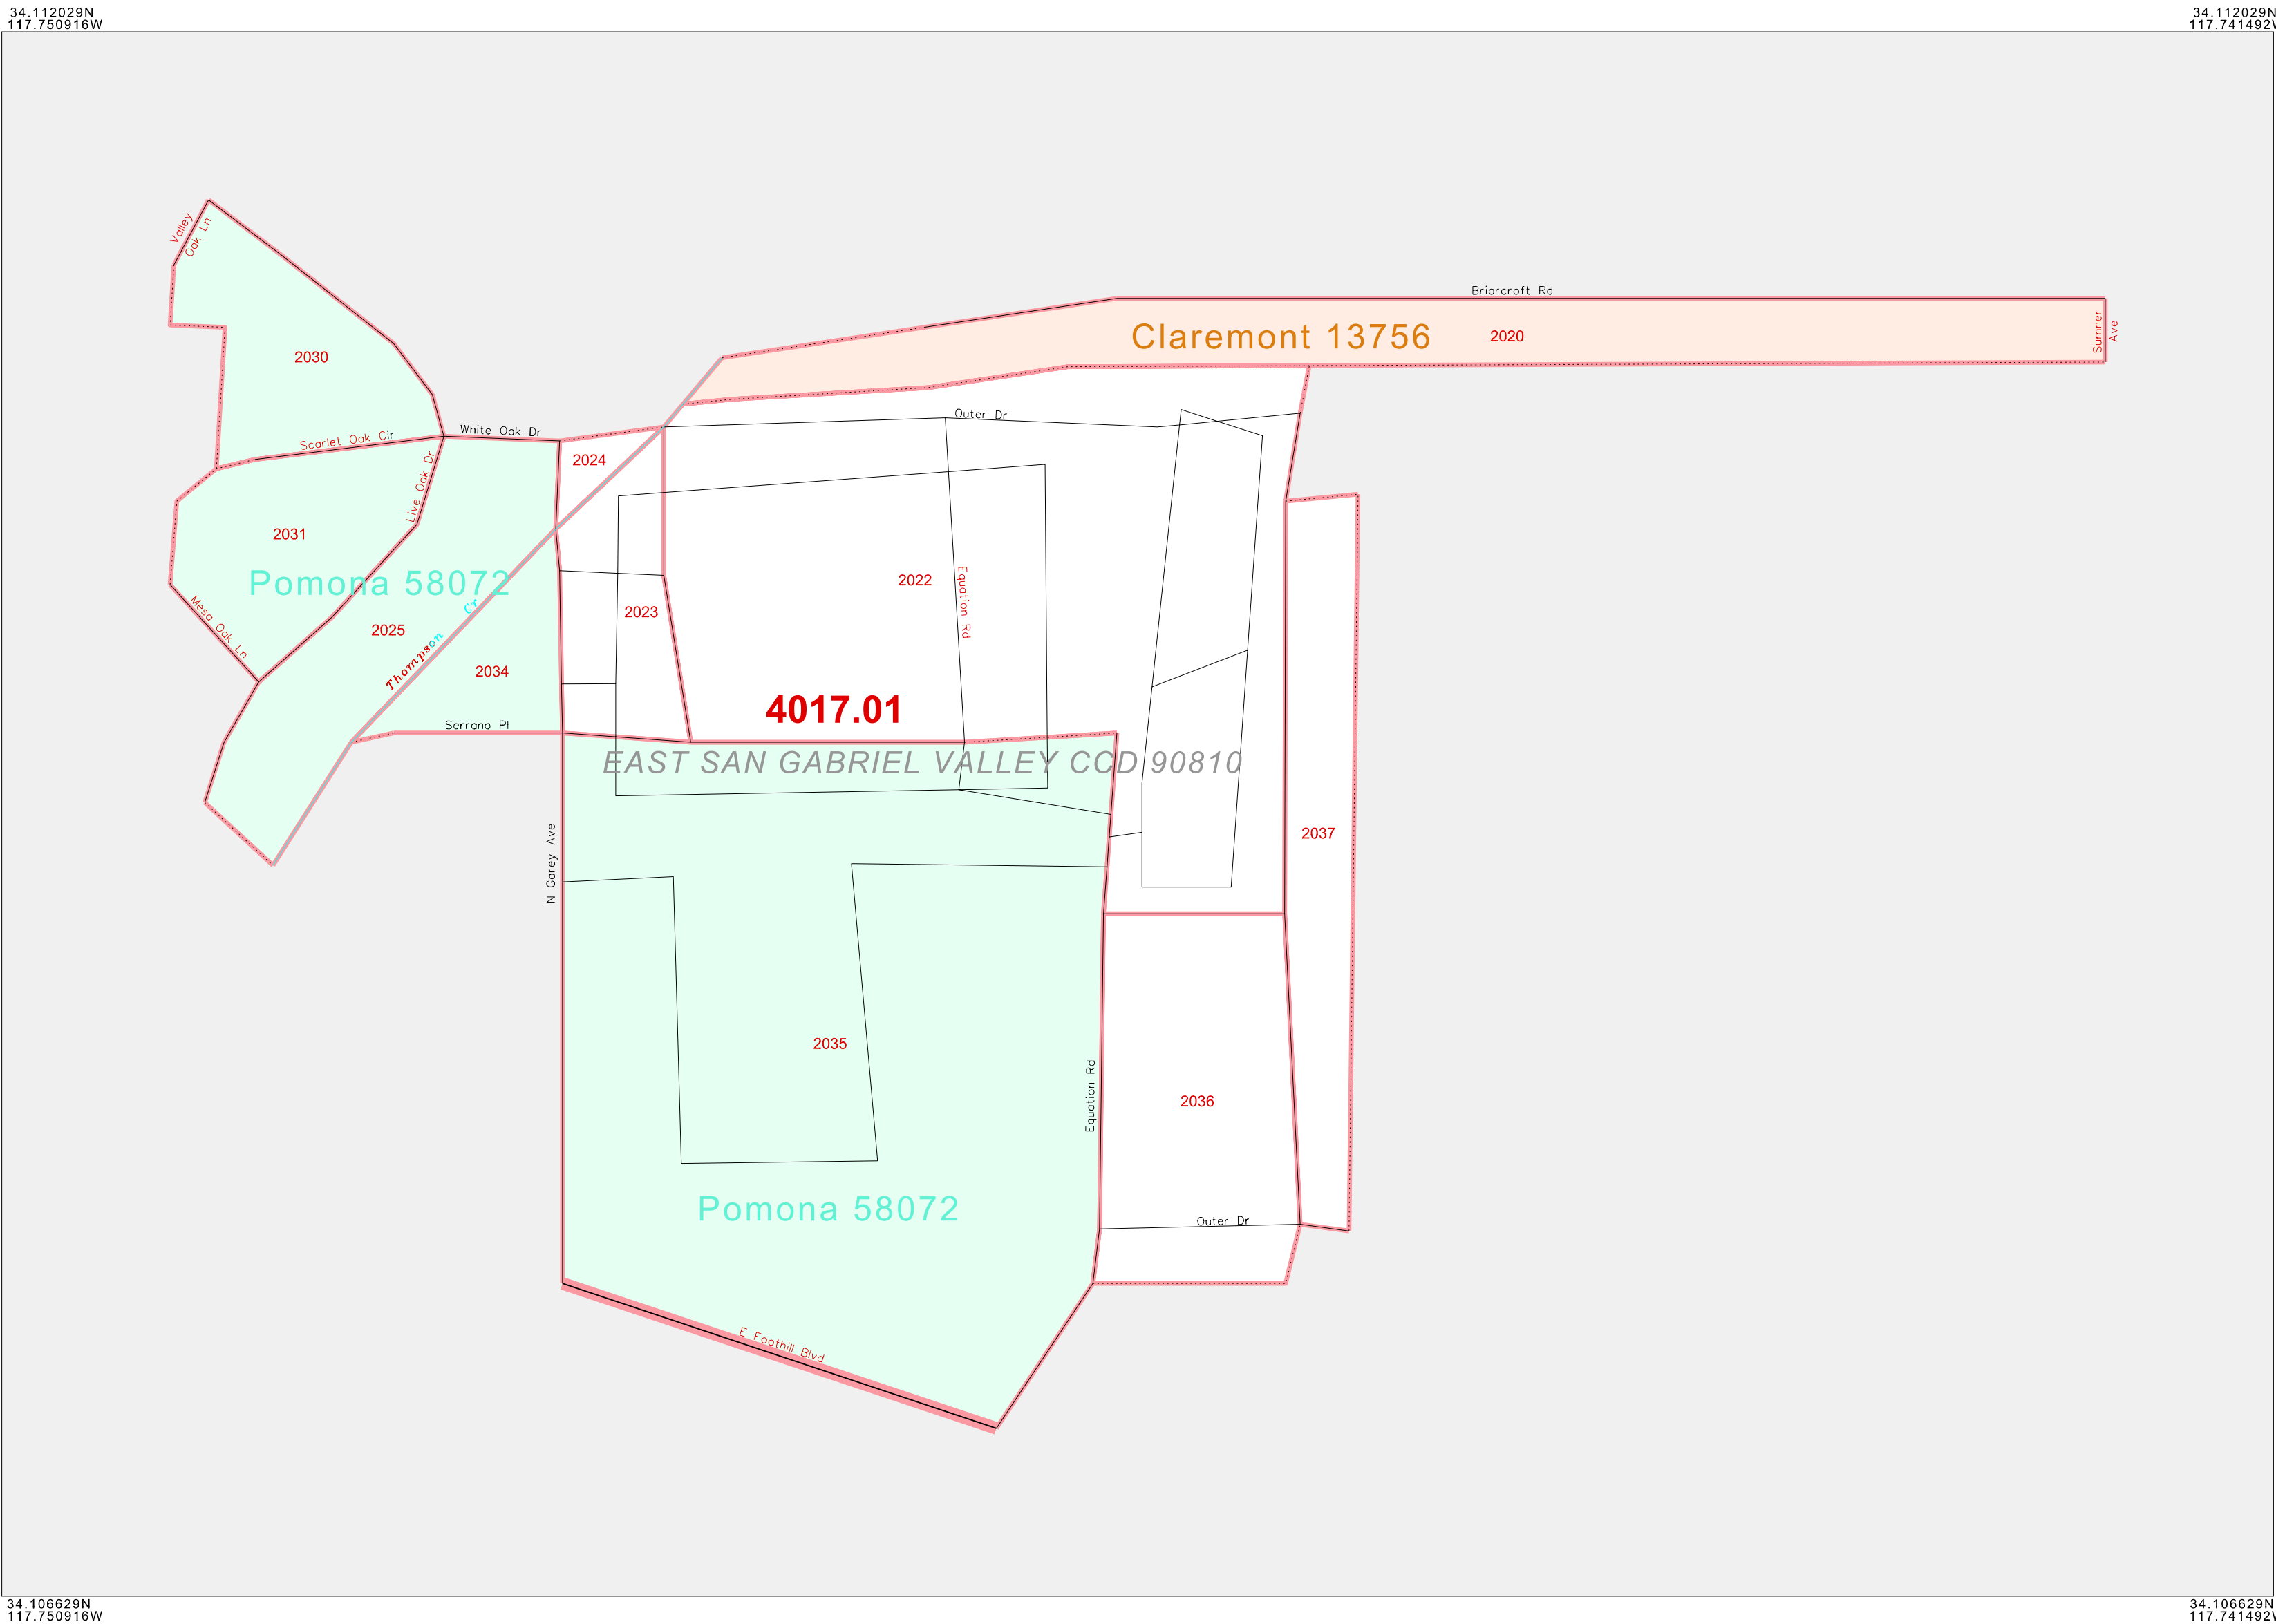 34.112029N
117.750916W
34.112029N
117.741492W
Valley
Oak Ln
Briarcroft Rd
Claremont 13756
2020
Sumner
Ave
2030
Outer Dr
White Oak Dr
Scarlet Oak Cir
2024
Live Oak Dr
2031
Pomona 58072
2022
Equation Rd
2023
Mesa Oak Ln
2025
Thompson Cr
2034
4017.01
Serrano Pl
EAST SAN GABRIEL VALLEY CCD 90810
2037
N Garey Ave
2035
Equation Rd
2036
Pomona 58072
Outer Dr
E Foothill Blvd
34.106629N
117.750916W
34.106629N
117.741492W